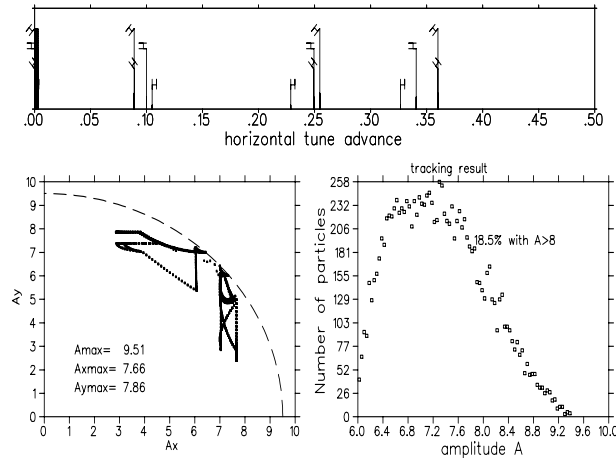 H H H H H H
H H H H H H
.00 .05 .10 .15 .20 .25 .30 .35 .40 .45 .50
horizontal tune advance
10
9
8
7
6
5
4
3
2
1
0
Ay
Amax= 9.51
Axmax= 7.66
Aymax= 7.86
0 1 2 3 4 5 6 7 8 9 10
Ax
tracking result
258
232
206
181
155
129
103
77
52
26
0
Number of particles
18.5% with A>8
6.0 6.4 6.8 7.2 7.6 8.0 8.4 8.8 9.2 9.6 10.0
amplitude A